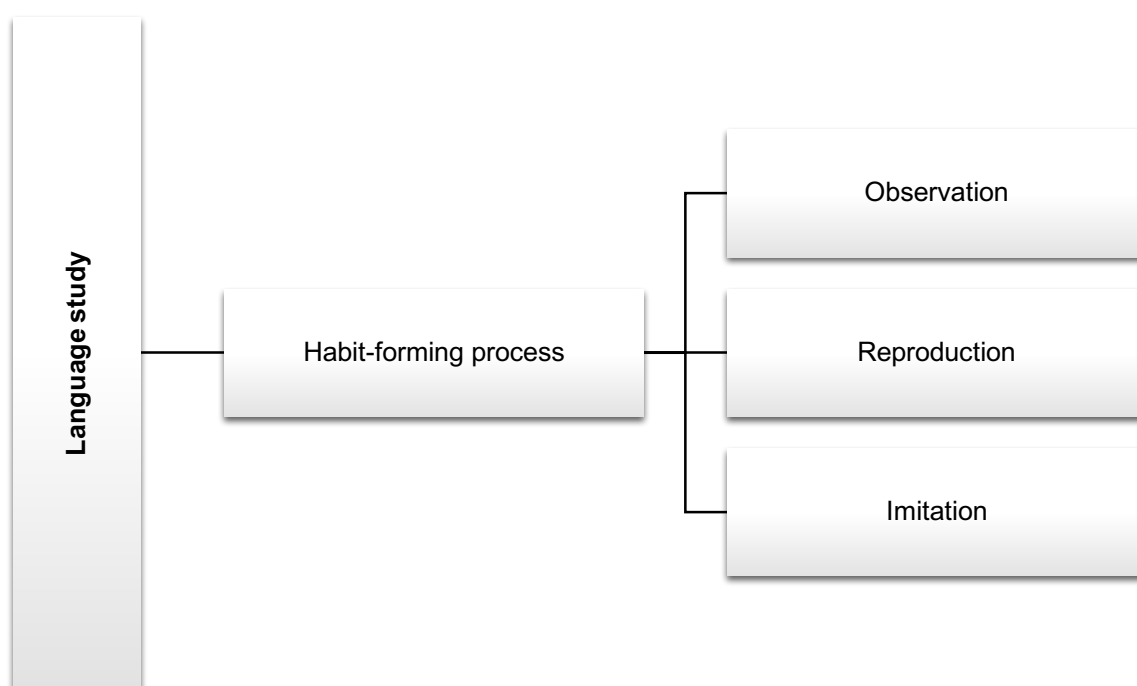 Language study
Habit-forming process
Observation
Reproduction
Imitation